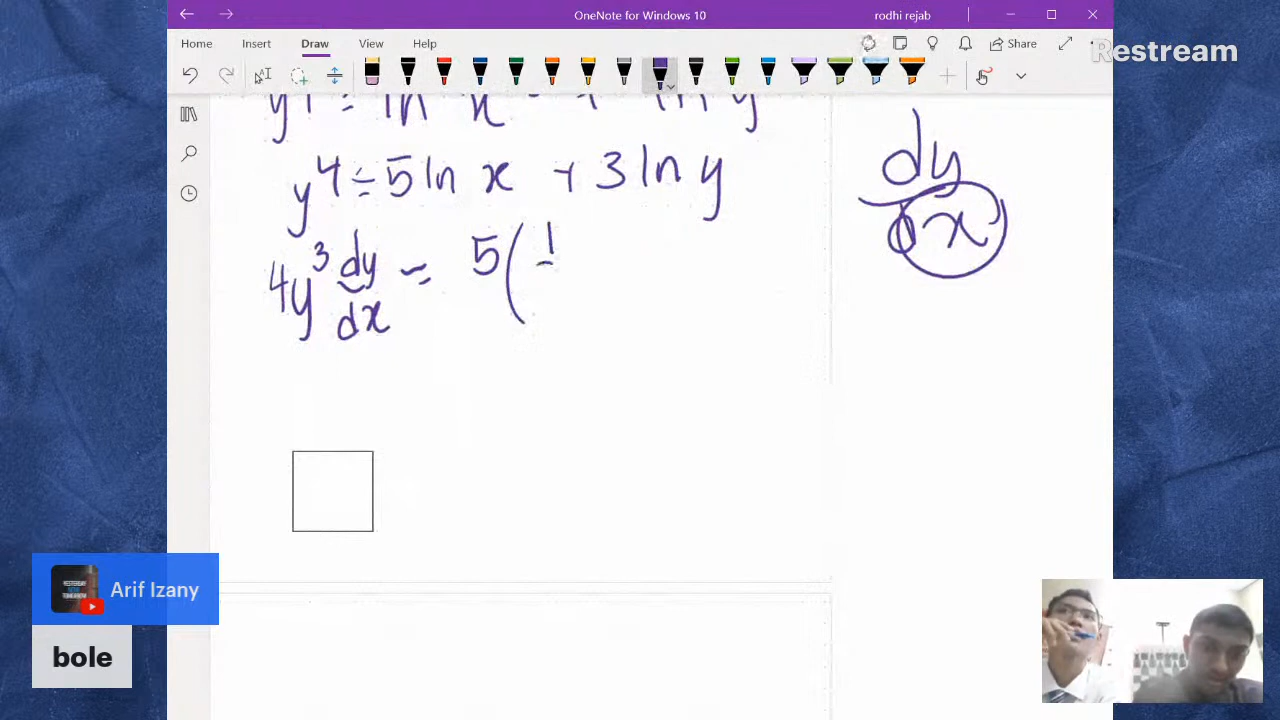 OneNote for Windows 10
rodhi rejab
Home Insert Draw View Help
Share
Restream
y⁴ = 5 ln x + 3 ln y
4y³ dy/dx = 5(1
dy
dx
Arif Izany
bole